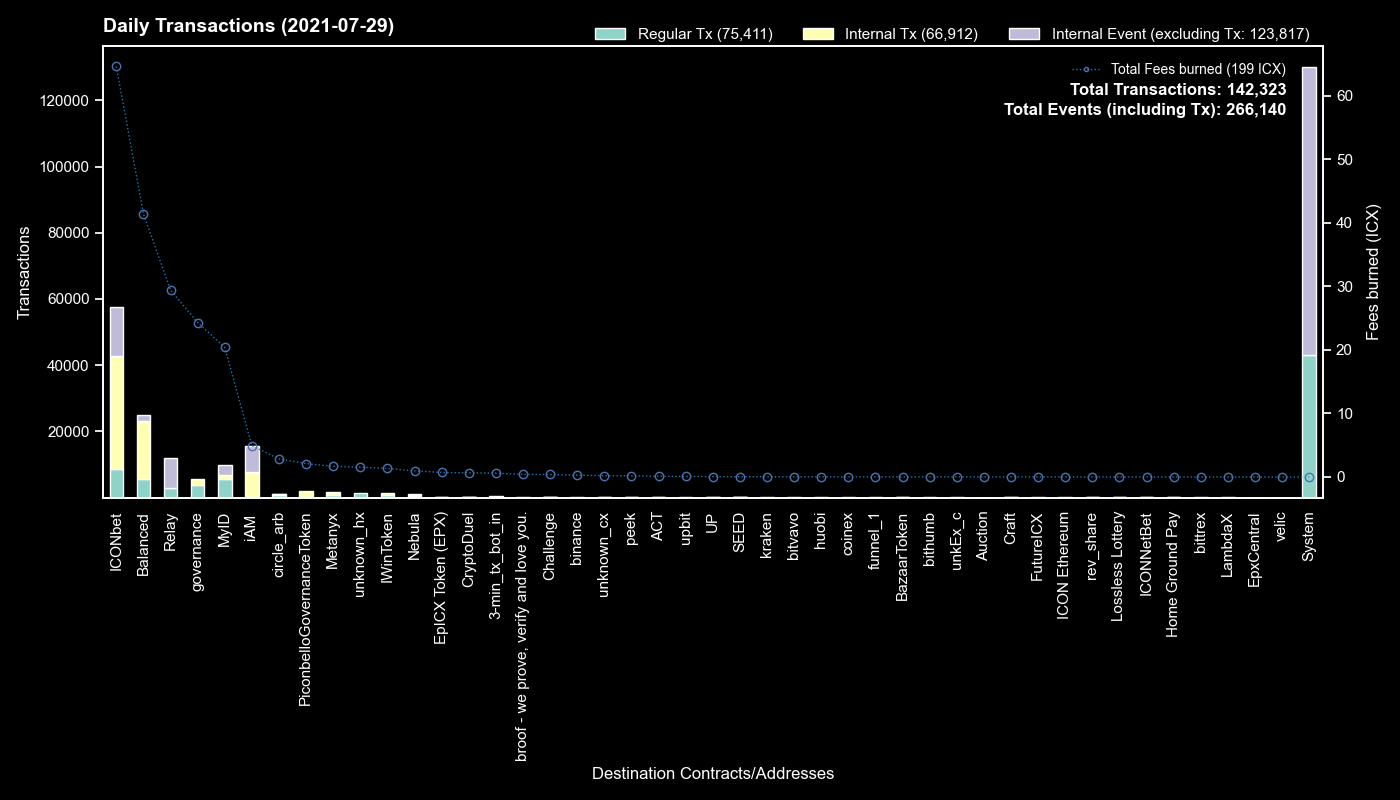 Daily Transactions (2021-07-29)
Regular Tx (75,411)
Internal Tx (66,912)
Internal Event (excluding Tx: 123,817)
Total Fees burned (199 ICX)
Total Transactions: 142,323
Total Events (including Tx): 266,140
Transactions
120000
100000
80000
60000
40000
20000
60
50
40
30
20
10
0
Fees burned (ICX)
ICONbet
Balanced
Relay
governance
MyID
iAM
circle_arb
PiconbelloGovernanceToken
Metanyx
unknown_hx
IWinToken
Nebula
EpICX Token (EPX)
CryptoDuel
3-min_tx_bot_in
broof - we prove, verify and love you.
Challenge
binance
unknown_cx
peek
ACT
upbit
UP
SEED
kraken
bitvavo
huobi
coinex
funnel_1
BazaarToken
bithumb
unkEx_c
Auction
Craft
FutureICX
ICON Ethereum
rev_share
Lossless Lottery
ICONNetBet
Home Ground Pay
bittrex
LambdaX
EpxCentral
velic
System
Destination Contracts/Addresses